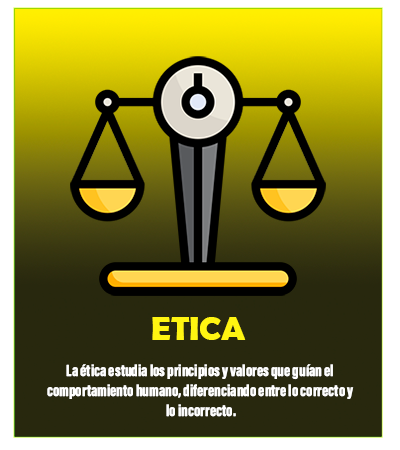 ETICA
La ética estudia los principios y valores que guían el
comportamiento humano, diferenciando entre lo correcto y
lo incorrecto.